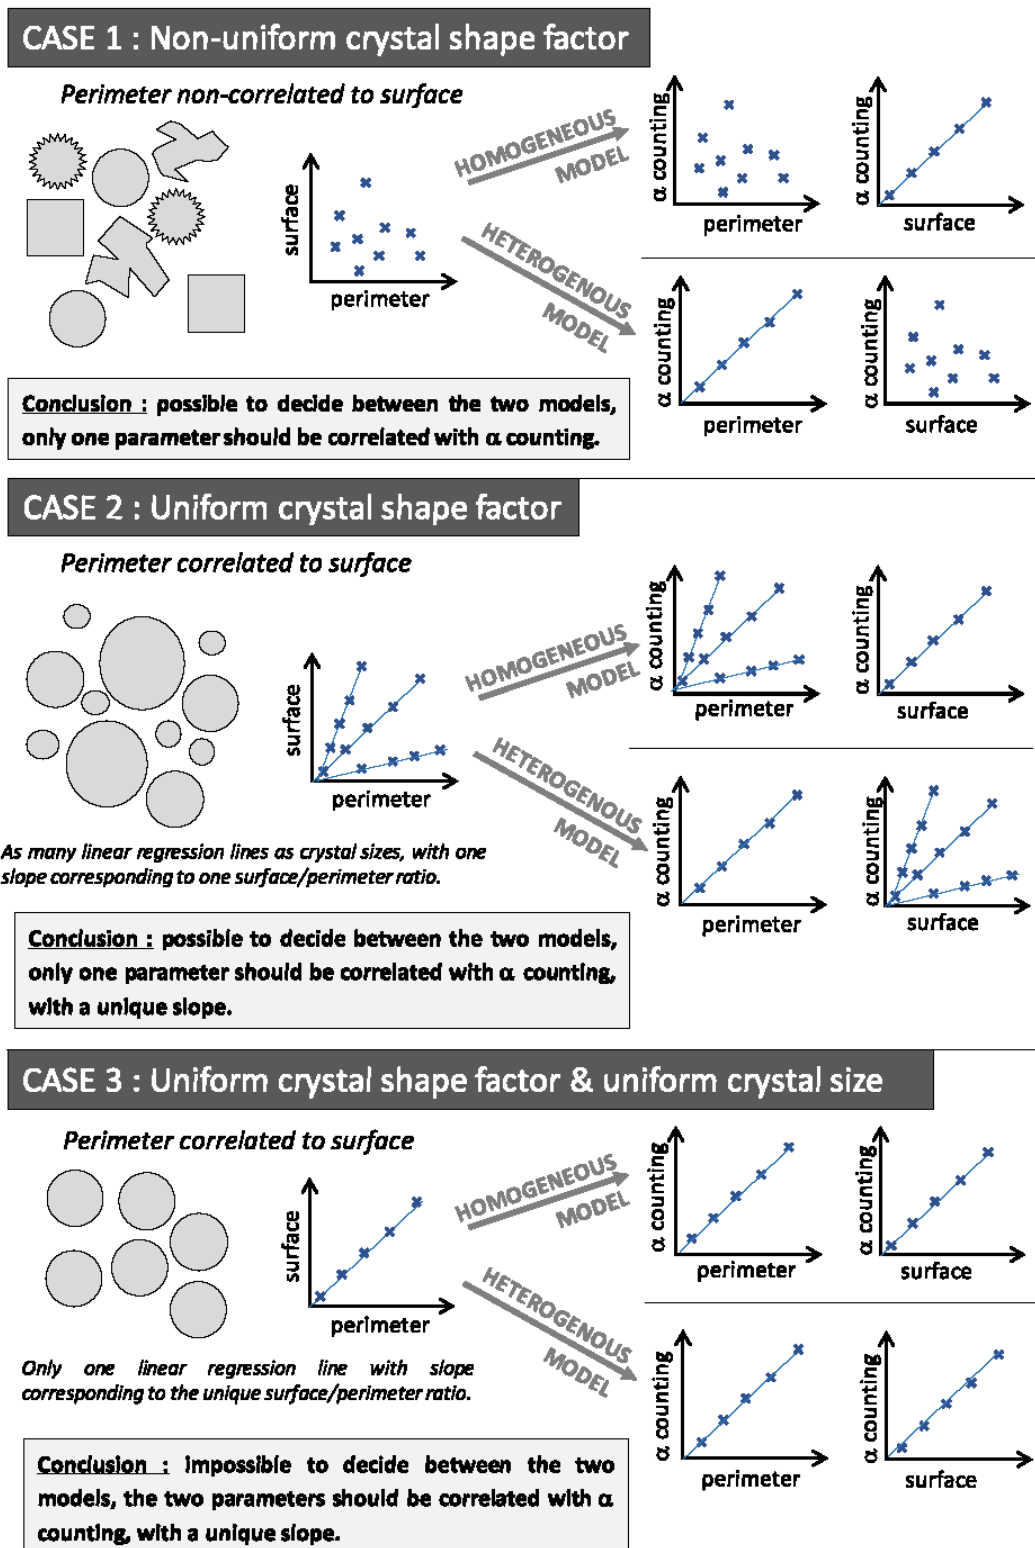 CASE 1 : Non-uniform crystal shape factor
Perimeter non-correlated to surface
surface
perimeter
HOMOGENEOUS
MODEL
HETEROGENOUS
MODEL
α counting
perimeter
α counting
surface
α counting
perimeter
α counting
surface
Conclusion : possible to decide between the two models,
only one parameter should be correlated with α counting.
CASE 2 : Uniform crystal shape factor
Perimeter correlated to surface
surface
perimeter
HOMOGENEOUS
MODEL
HETEROGENOUS
MODEL
α counting
perimeter
α counting
surface
α counting
perimeter
α counting
surface
As many linear regression lines as crystal sizes, with one
slope corresponding to one surface/perimeter ratio.
Conclusion : possible to decide between the two models,
only one parameter should be correlated with α counting,
with a unique slope.
CASE 3 : Uniform crystal shape factor & uniform crystal size
Perimeter correlated to surface
surface
perimeter
HOMOGENEOUS
MODEL
HETEROGENOUS
MODEL
α counting
perimeter
α counting
surface
α counting
perimeter
α counting
surface
Only one linear regression line with slope
corresponding to the unique surface/perimeter ratio.
Conclusion : impossible to decide between the two
models, the two parameters should be correlated with α
counting, with a unique slope.